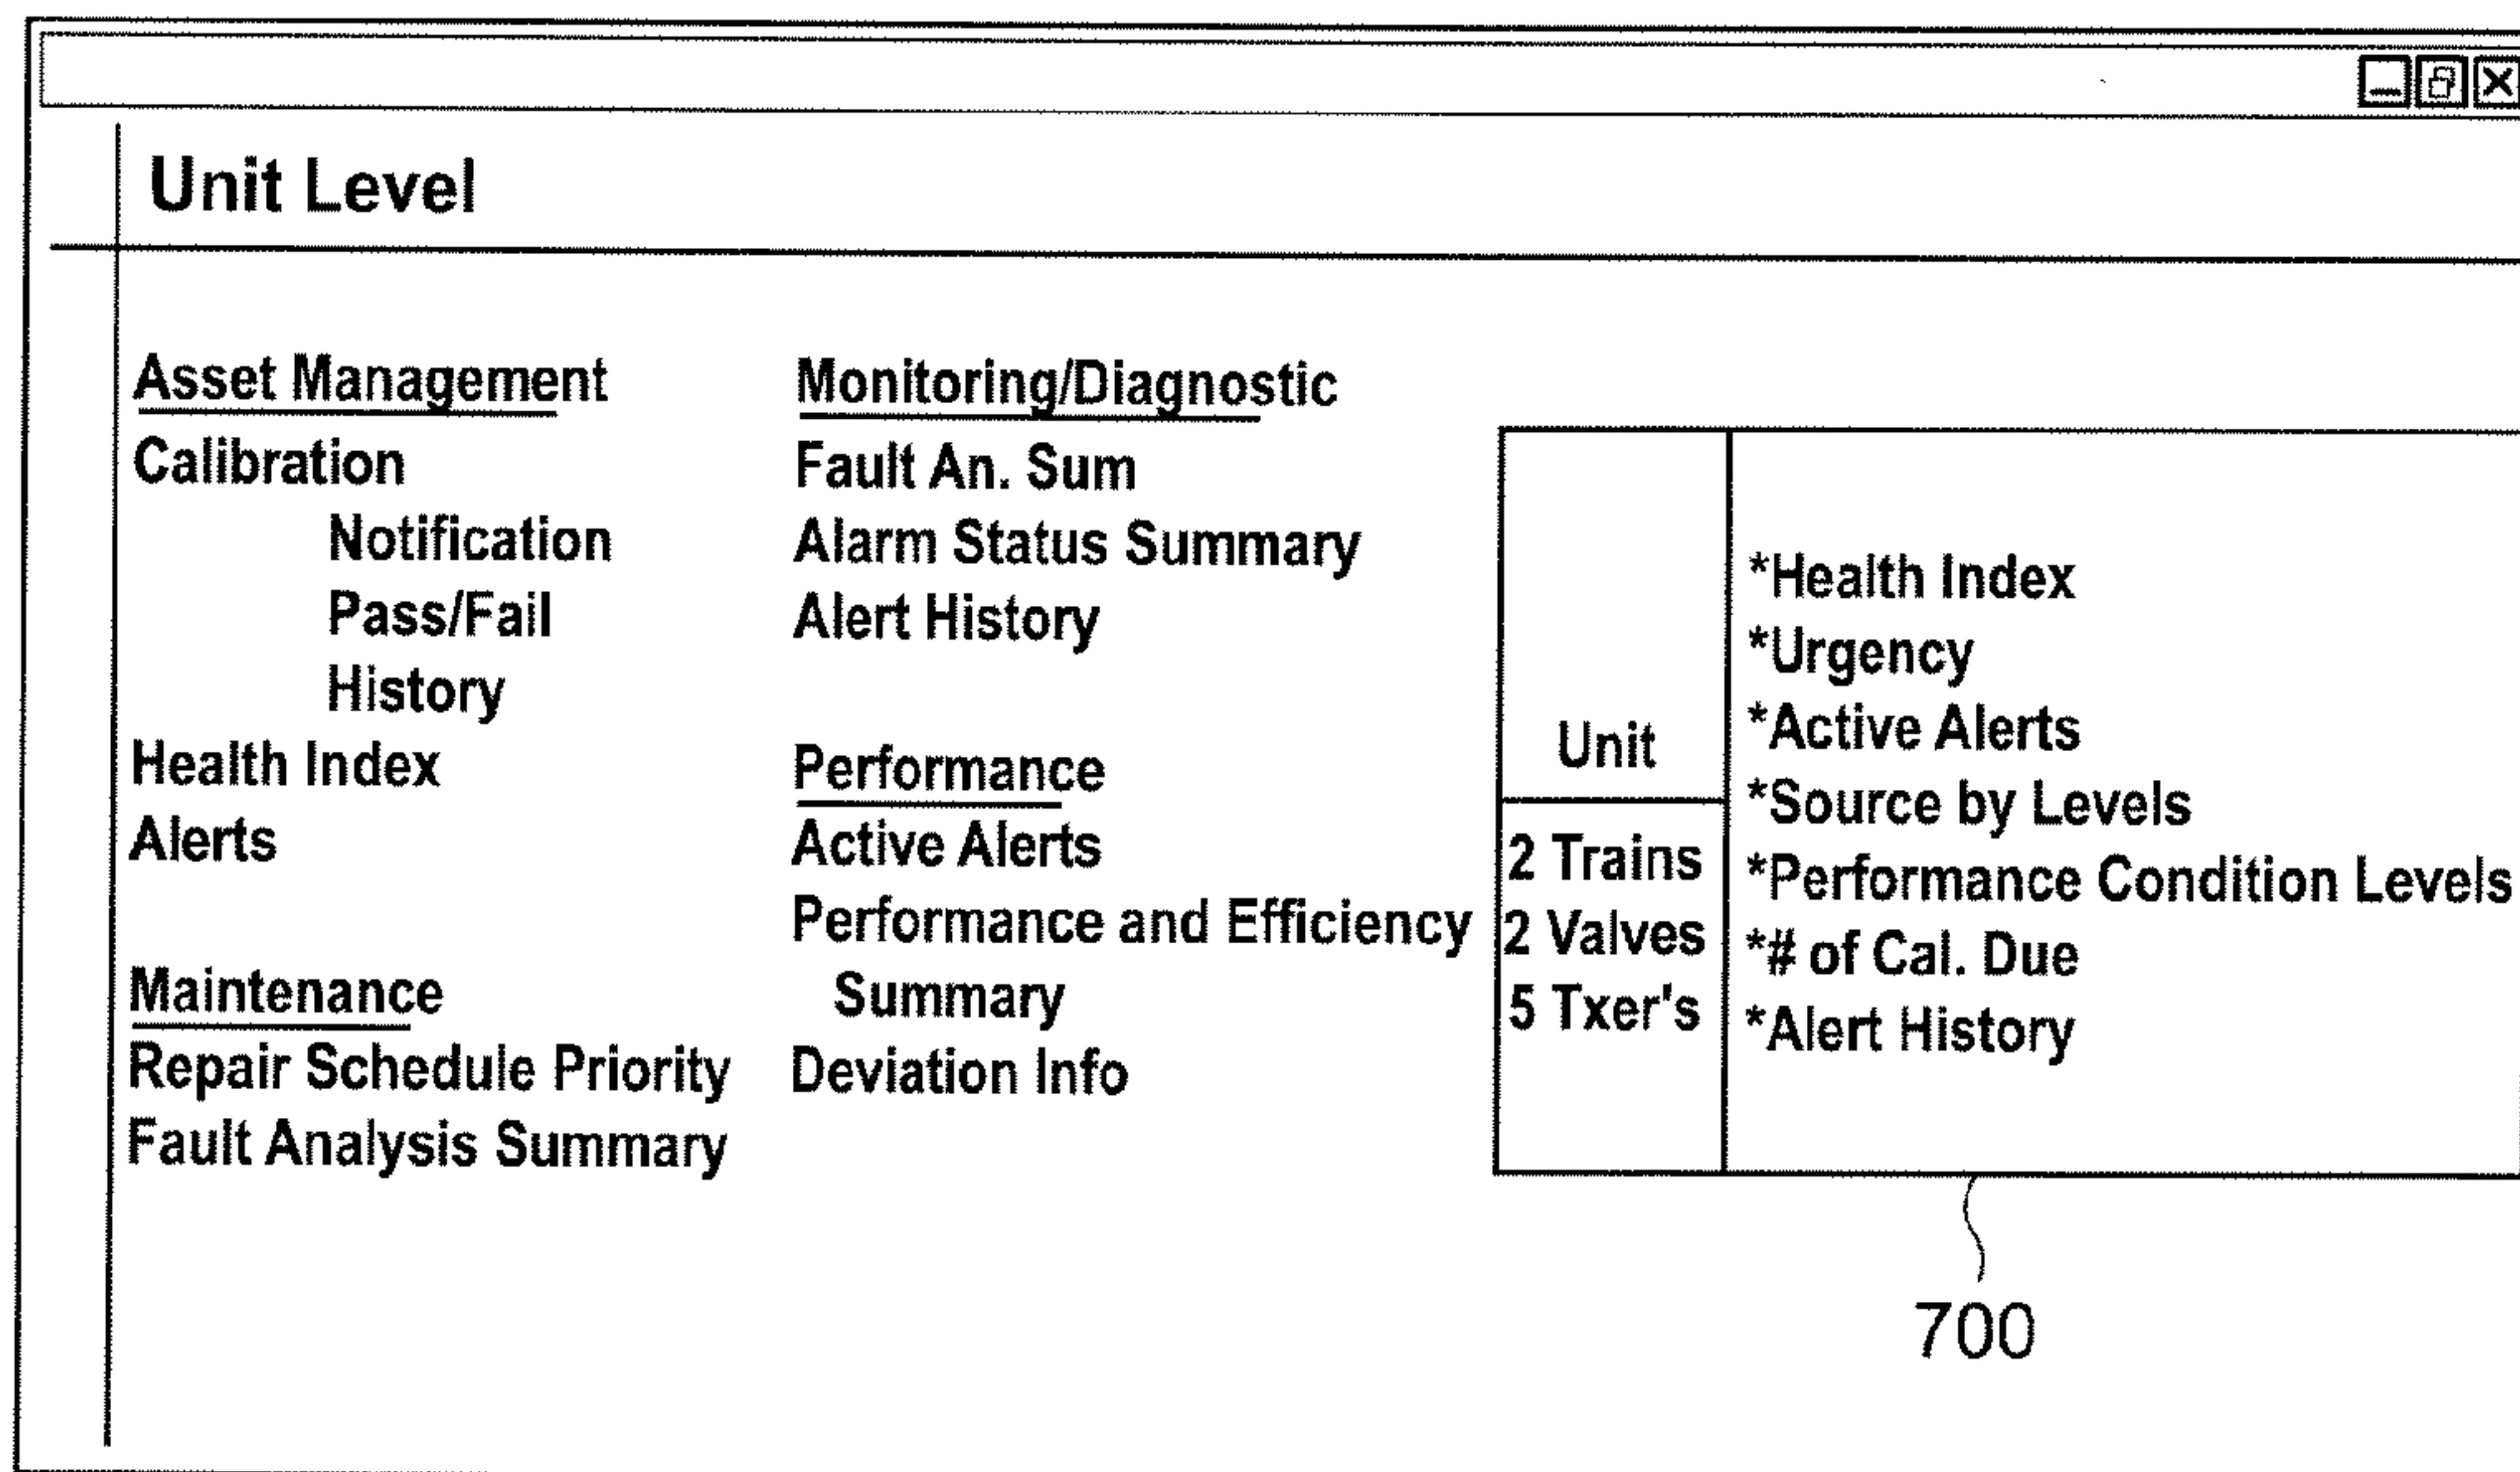 Unit Level
Asset Management
Calibration
Notification
Pass/Fail
History
Health Index
Alerts
Maintenance
Repair Schedule Priority
Fault Analysis Summary
Monitoring/Diagnostic
Fault An. Sum
Alarm Status Summary
Alert History
Performance
Active Alerts
Performance and Efficiency
Summary
Deviation Info
Unit
2 Trains
2 Valves
5 Txer's
*Health Index
*Urgency
*Active Alerts
*Source by Levels
*Performance Condition Levels
*# of Cal. Due
*Alert History
700